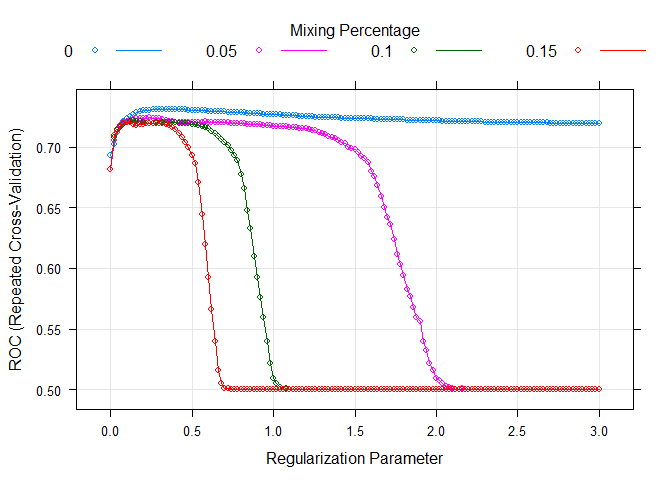 Mixing Percentage
0 0.05 0.1 0.15
ROC (Repeated Cross-Validation)
0.70
0.65
0.60
0.55
0.50
0.0 0.5 1.0 1.5 2.0 2.5 3.0
Regularization Parameter